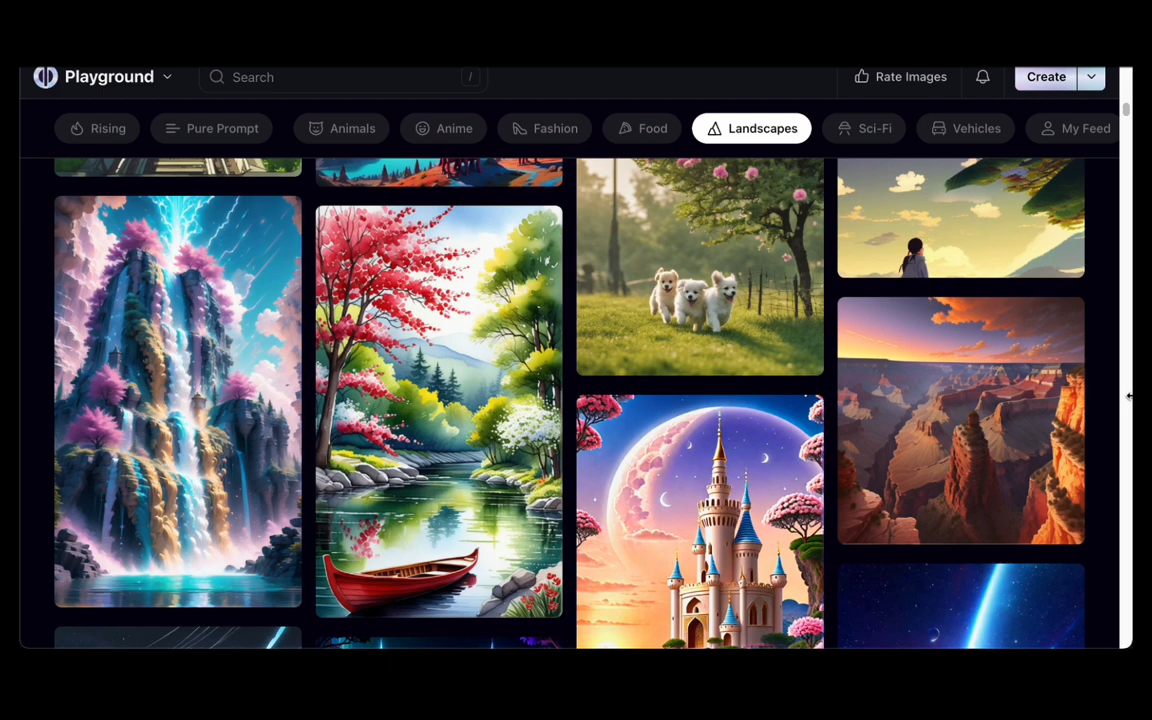 Playground Search / Rate Images Create
Rising Pure Prompt Animals Anime Fashion Food Landscapes Sci-Fi Vehicles My Feed